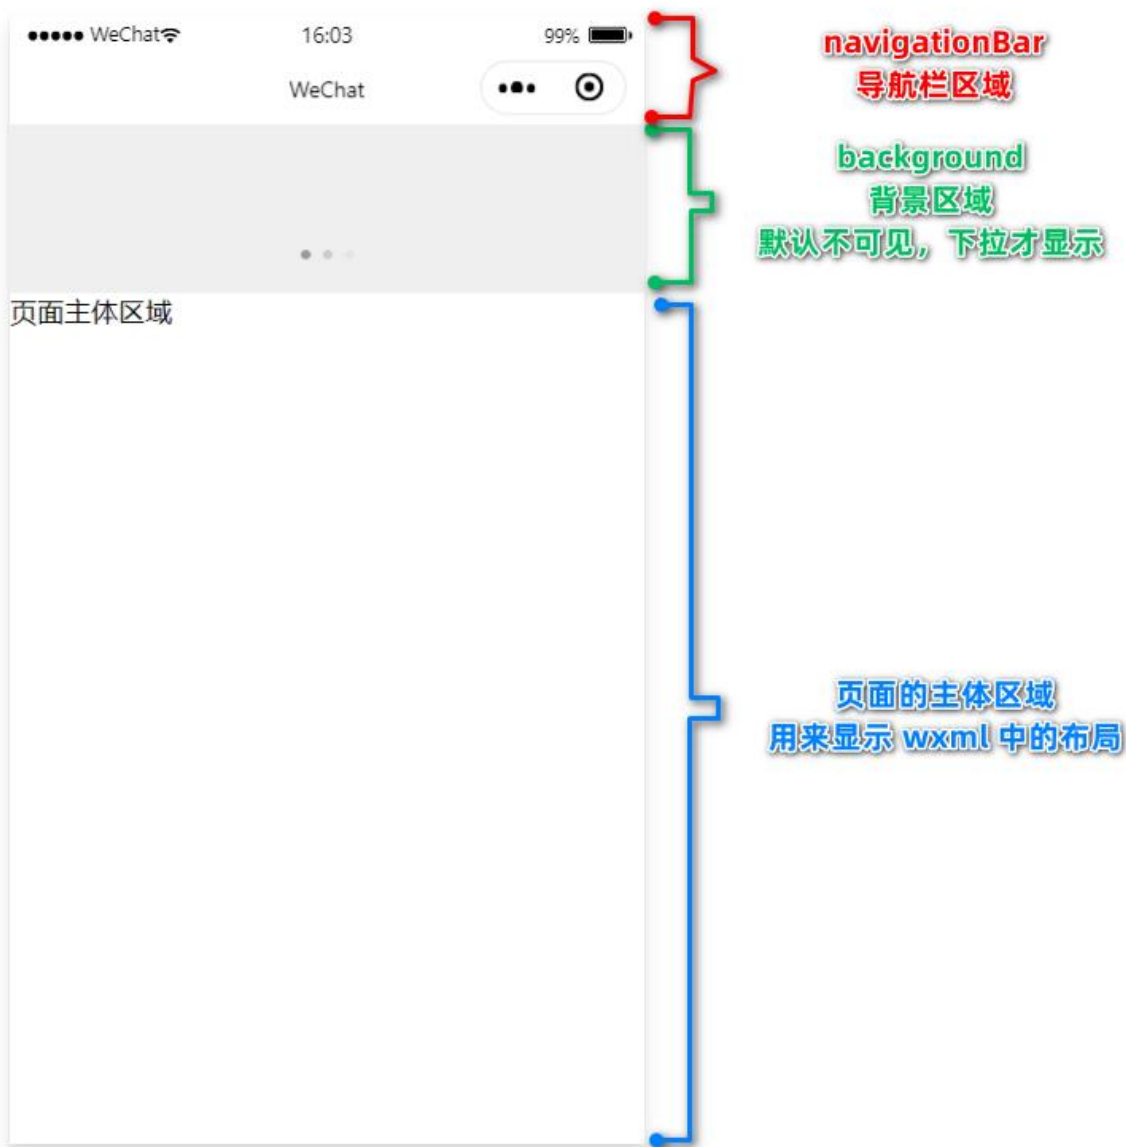 WeChat 16:03 99%
WeChat
navigationBar
导航栏区域
background
背景区域
默认不可见，下拉才显示
页面主体区域
页面的主体区域
用来显示 wxml 中的布局